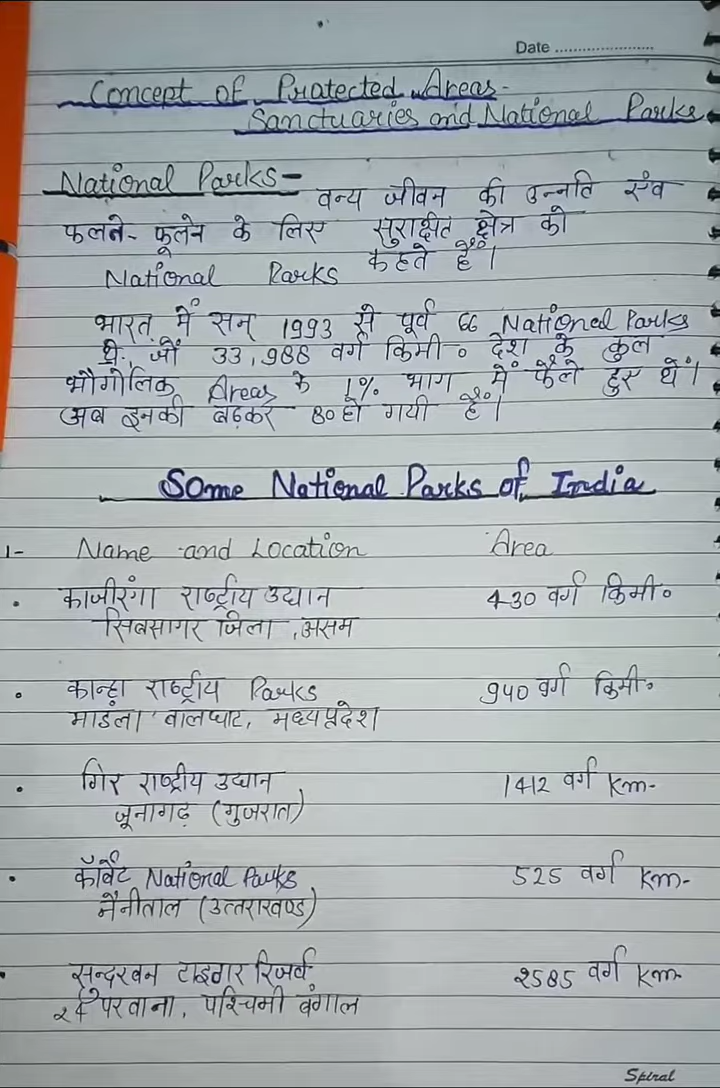 Date ........................
Concept of Protected Areas-
Sanctuaries and National Parks
National Parks- वन्य जीवन की उन्नति एंव
फलने-फूलने के लिए सुरक्षित क्षेत्र को
National Parks कहते हैं।
भारत में सन् 1993 से पूर्व 66 National Parks
थे, जों 33,988 वर्ग किमी० देश के कुल
भौगोलिक Areas के 1% भाग में फैले हुए थें।
अब इनकी बढ़कर 80 हो गयी हैं।
Some National Parks of India
1- Name and Location Area
• काजीरंगा राष्ट्रीय उद्यान 430 वर्ग किमी०
सिबसागर जिला, असम
• कान्हा राष्ट्रीय Parks 940 वर्ग किमी०
मांडला बालघाट, मध्यप्रदेश
• गिर राष्ट्रीय उद्यान 1412 वर्ग Km-
जूनागढ़ (गुजरात)
• कॉर्बेट National Parks 525 वर्ग Km-
नैनीताल (उत्तराखण्ड)
• सुन्दरवन टाइगर रिजर्व 2585 वर्ग Km-
24 परवाना, पश्चिमी बंगाल
Spiral